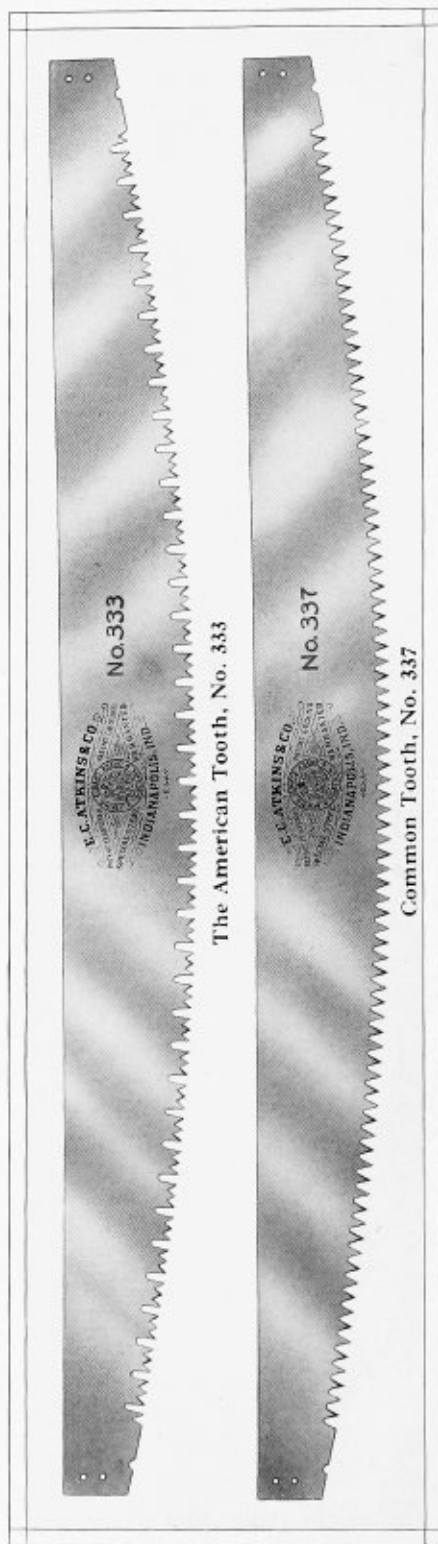 No. 333
E.C. ATKINS & CO.
INDIANAPOLIS, IND.
The American Tooth, No. 333
No. 337
E.C. ATKINS & CO.
INDIANAPOLIS, IND.
Common Tooth, No. 337